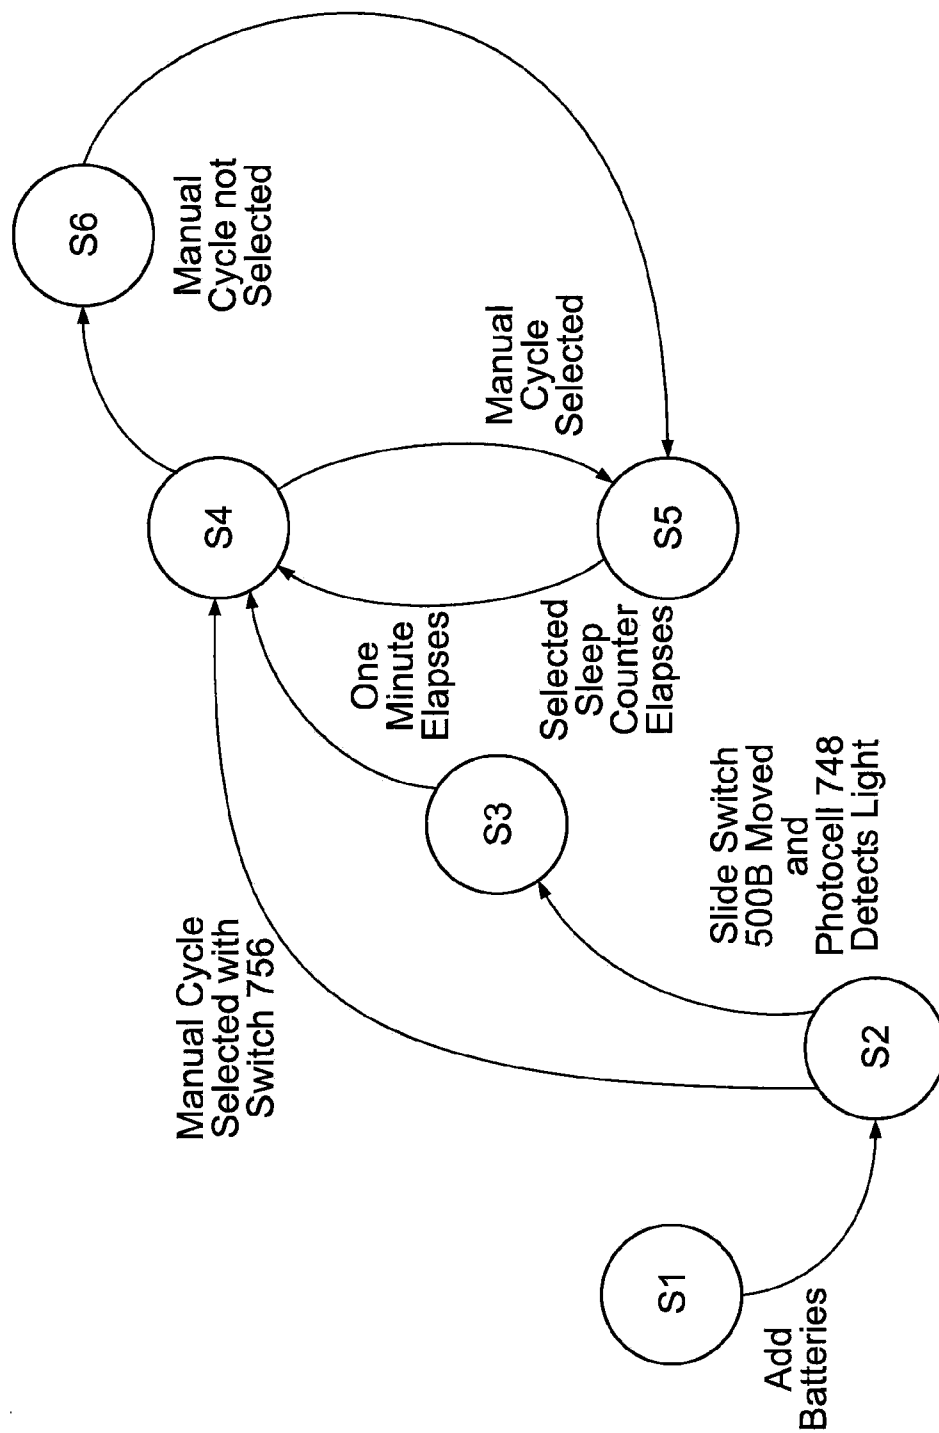 S1
Add
Batteries
S2
Manual Cycle
Selected with
Switch 756
Slide Switch
500B Moved
and
Photocell 748
Detects Light
S3
One
Minute
Elapses
S4
Selected
Sleep
Counter
Elapses
S5
Manual
Cycle
Selected
S6
Manual
Cycle not
Selected